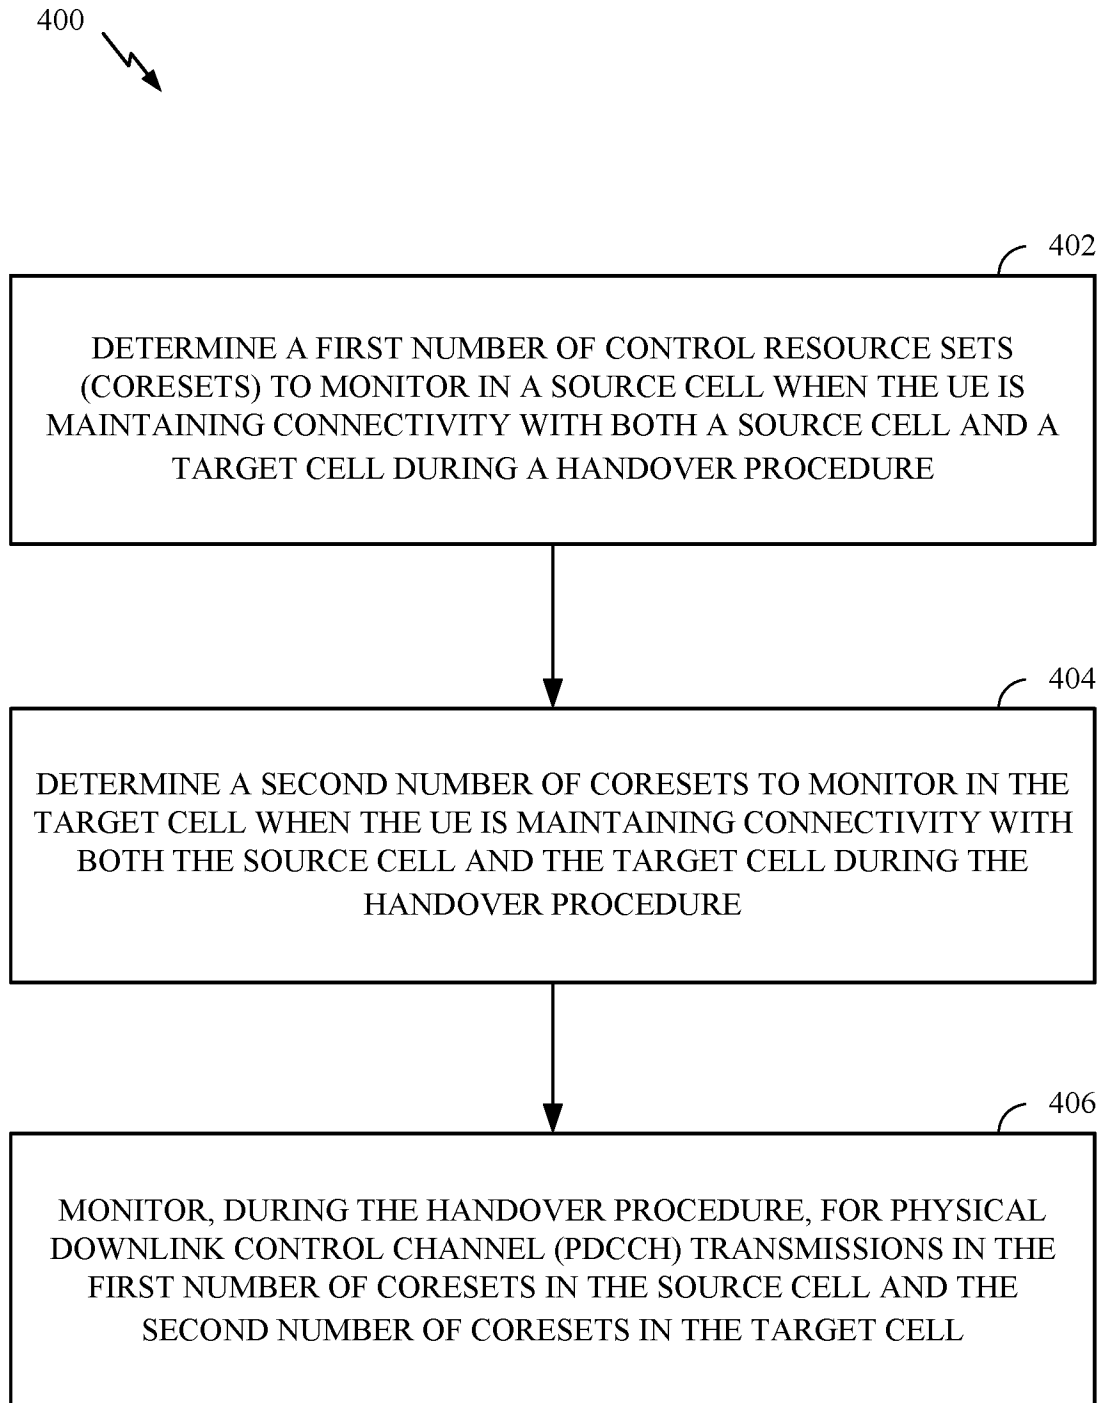 400
402
DETERMINE A FIRST NUMBER OF CONTROL RESOURCE SETS
(CORESETS) TO MONITOR IN A SOURCE CELL WHEN THE UE IS
MAINTAINING CONNECTIVITY WITH BOTH A SOURCE CELL AND A
TARGET CELL DURING A HANDOVER PROCEDURE
404
DETERMINE A SECOND NUMBER OF CORESETS TO MONITOR IN THE
TARGET CELL WHEN THE UE IS MAINTAINING CONNECTIVITY WITH
BOTH THE SOURCE CELL AND THE TARGET CELL DURING THE
HANDOVER PROCEDURE
406
MONITOR, DURING THE HANDOVER PROCEDURE, FOR PHYSICAL
DOWNLINK CONTROL CHANNEL (PDCCH) TRANSMISSIONS IN THE
FIRST NUMBER OF CORESETS IN THE SOURCE CELL AND THE
SECOND NUMBER OF CORESETS IN THE TARGET CELL